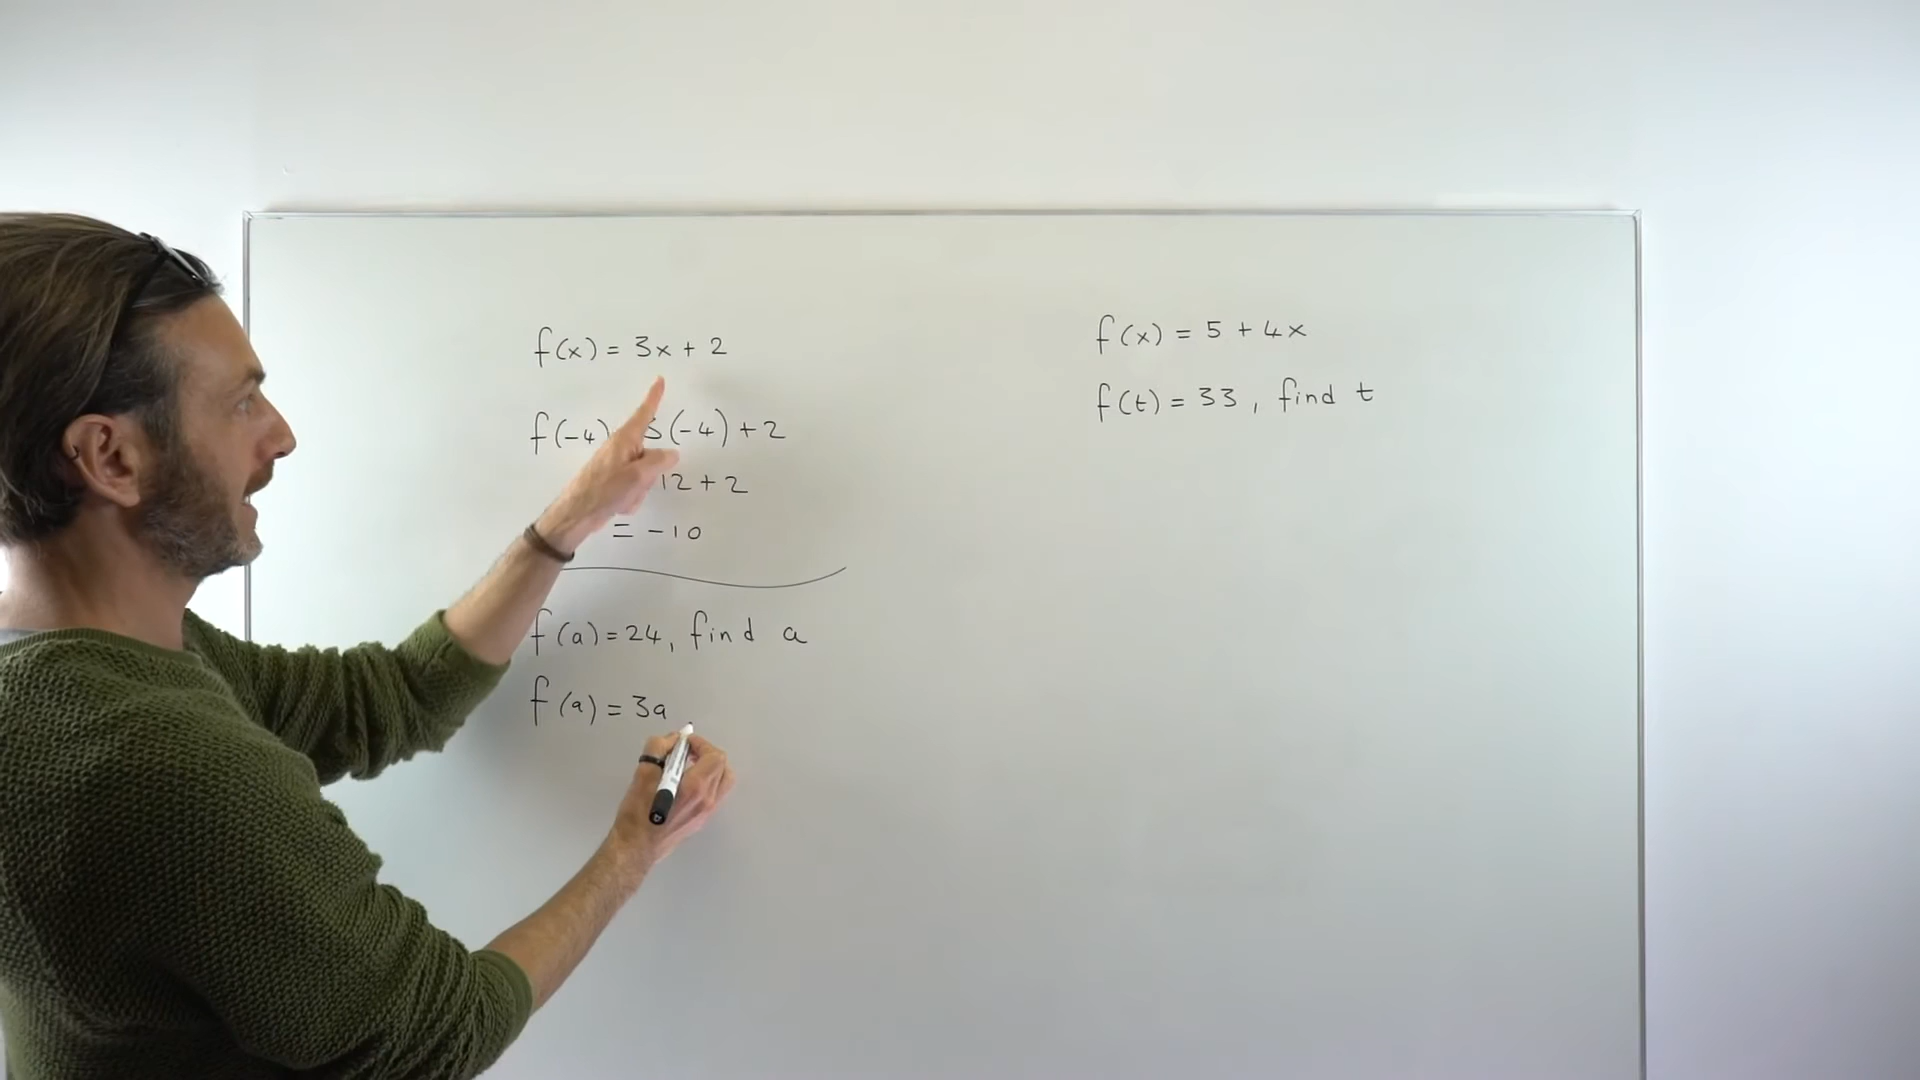 f(x) = 3x + 2
f(-4) 3(-4) + 2
12 + 2
= -10
f(a) = 24, find a
f(a) = 3a
f(x) = 5 + 4x
f(t) = 33, find t